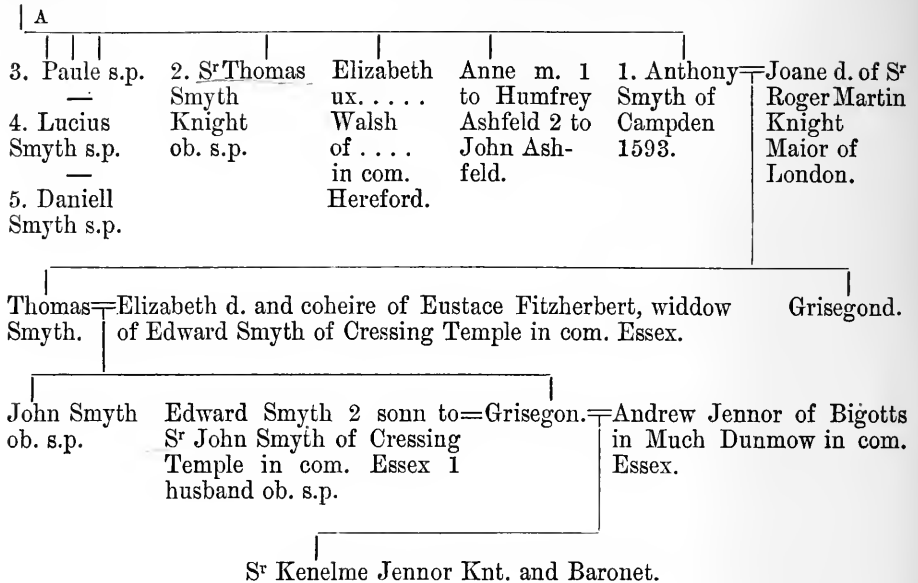 A
3. Paule s.p.
—
4. Lucius
Smyth s.p.
—
5. Daniell
Smyth s.p.
2. Sʳ Thomas
Smyth
Knight
ob. s.p.
Elizabeth
ux. . . . . .
Walsh
of . . . .
in com.
Hereford.
Anne m. 1
to Humfrey
Ashfeld 2 to
John Ash-
feld.
1. Anthony
Smyth of
Campden
1593.
Joane d. of Sʳ
Roger Martin
Knight
Maior of
London.
Thomas
Smyth.
Elizabeth d. and coheire of Eustace Fitzherbert, widdow
of Edward Smyth of Cressing Temple in com. Essex.
Grisegond.
John Smyth
ob. s.p.
Edward Smyth 2 sonn to
Sʳ John Smyth of Cressing
Temple in com. Essex 1
husband ob. s.p.
=Grisegon.
Andrew Jennor of Bigotts
in Much Dunmow in com.
Essex.
Sʳ Kenelme Jennor Knt. and Baronet.